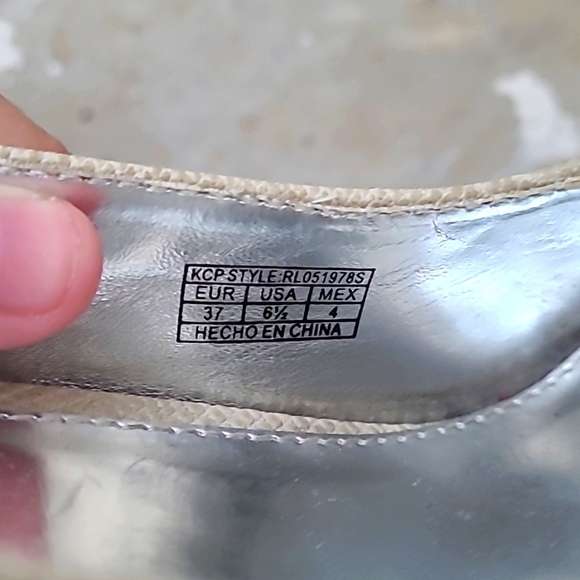 KCP STYLE:RL051978S
EUR USA MEX
37 6½ 4
HECHO EN CHINA